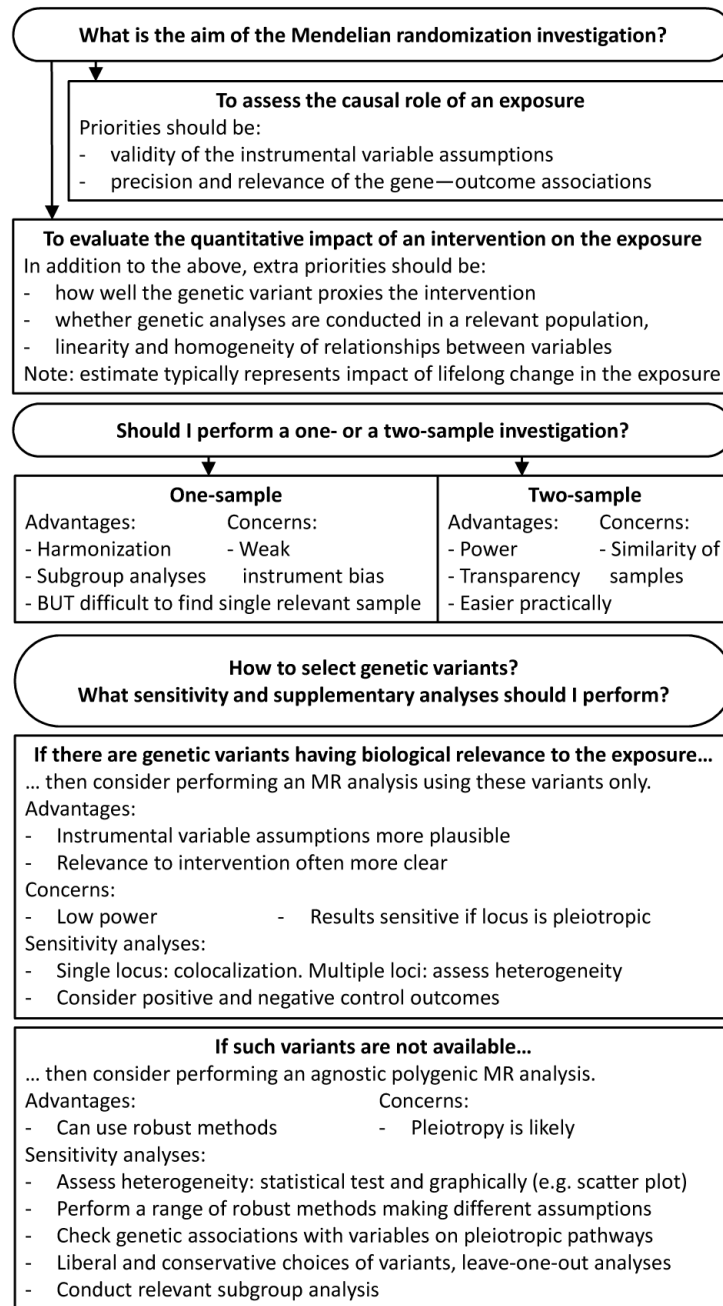 What is the aim of the Mendelian randomization investigation?
To assess the causal role of an exposure
Priorities should be:
- validity of the instrumental variable assumptions
- precision and relevance of the gene—outcome associations
To evaluate the quantitative impact of an intervention on the exposure
In addition to the above, extra priorities should be:
- how well the genetic variant proxies the intervention
- whether genetic analyses are conducted in a relevant population,
- linearity and homogeneity of relationships between variables
Note: estimate typically represents impact of lifelong change in the exposure
Should I perform a one- or a two-sample investigation?
One-sample
Advantages:
Concerns:
- Harmonization
- Weak
- Subgroup analyses
instrument bias
- BUT difficult to find single relevant sample
Two-sample
Advantages:
Concerns:
- Power
- Similarity of
- Transparency
samples
- Easier practically
How to select genetic variants?
What sensitivity and supplementary analyses should I perform?
If there are genetic variants having biological relevance to the exposure...
... then consider performing an MR analysis using these variants only.
Advantages:
- Instrumental variable assumptions more plausible
- Relevance to intervention often more clear
Concerns:
- Low power
- Results sensitive if locus is pleiotropic
Sensitivity analyses:
- Single locus: colocalization. Multiple loci: assess heterogeneity
- Consider positive and negative control outcomes
If such variants are not available...
... then consider performing an agnostic polygenic MR analysis.
Advantages:
Concerns:
- Can use robust methods
- Pleiotropy is likely
Sensitivity analyses:
- Assess heterogeneity: statistical test and graphically (e.g. scatter plot)
- Perform a range of robust methods making different assumptions
- Check genetic associations with variables on pleiotropic pathways
- Liberal and conservative choices of variants, leave-one-out analyses
- Conduct relevant subgroup analysis